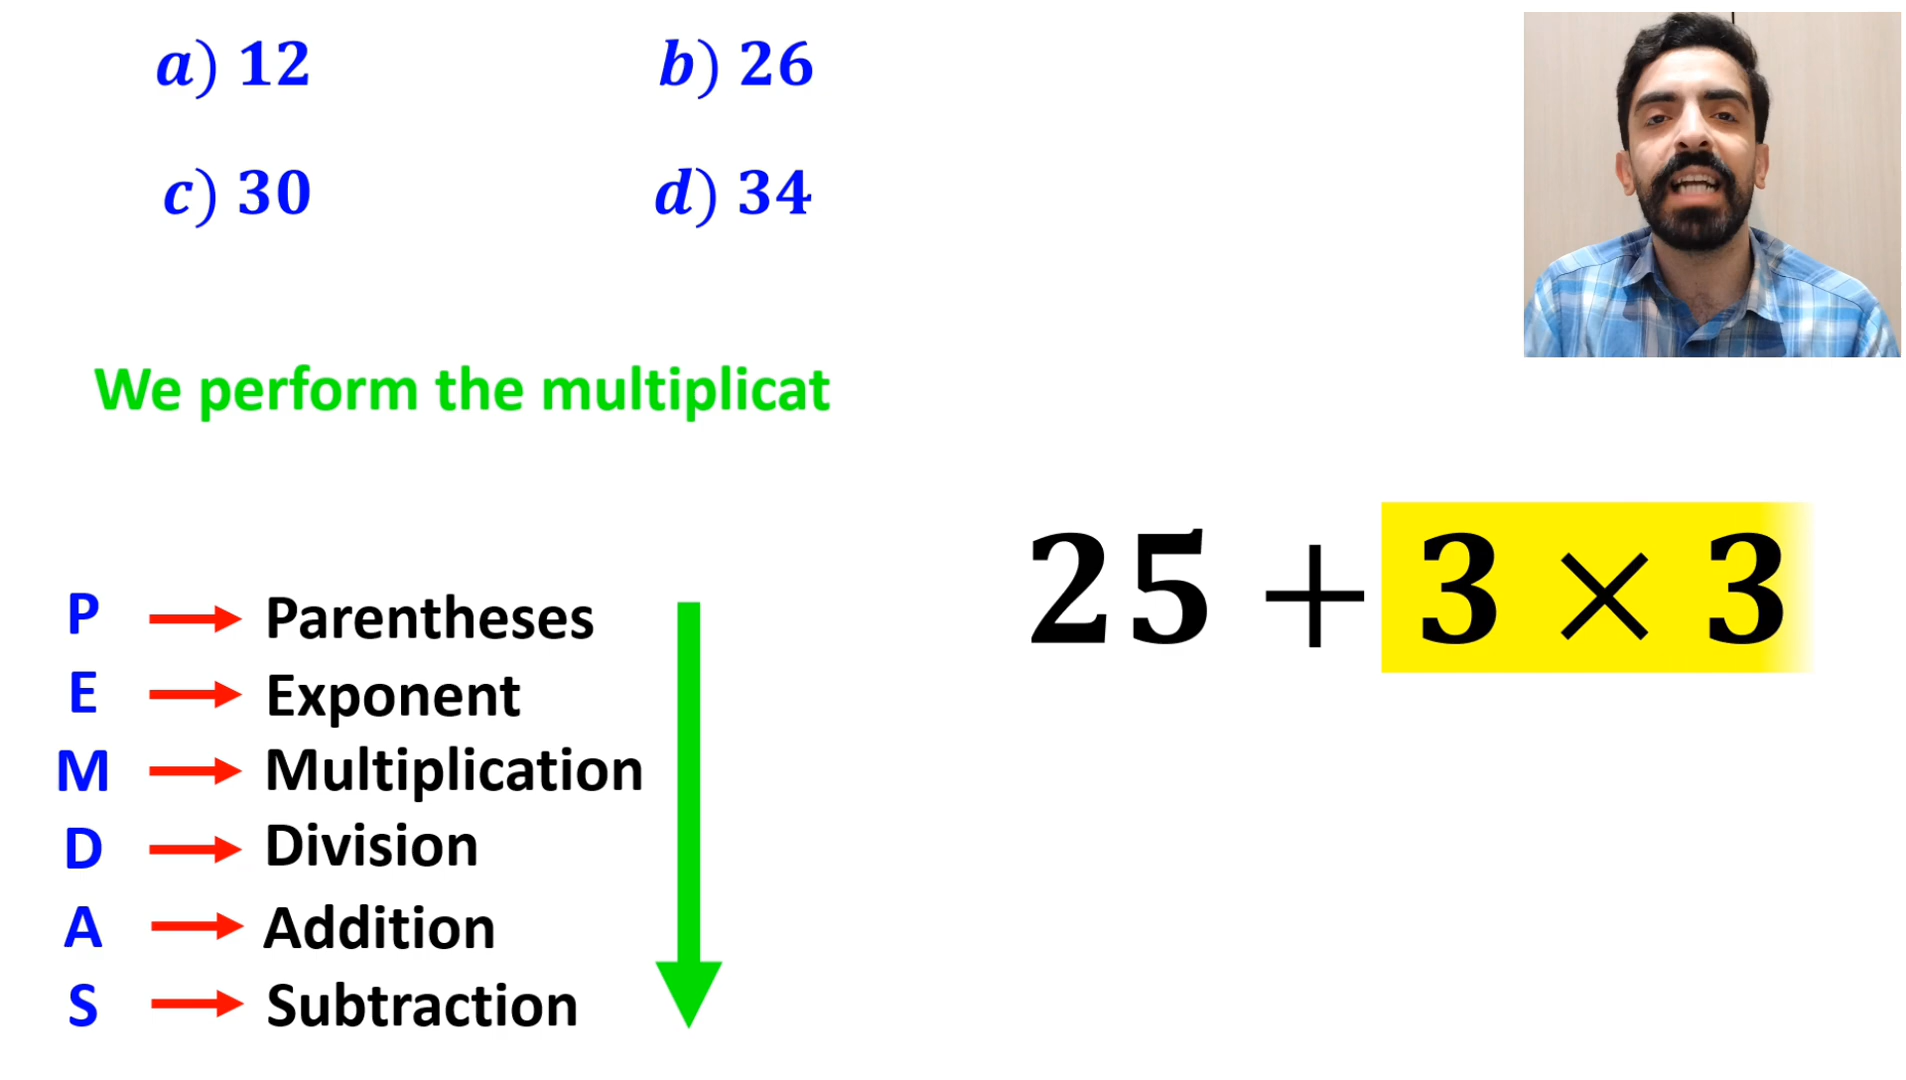 a) 12 b) 26
c) 30 d) 34
We perform the multiplicat
25 + 3 × 3
P Parentheses
E Exponent
M Multiplication
D Division
A Addition
S Subtraction